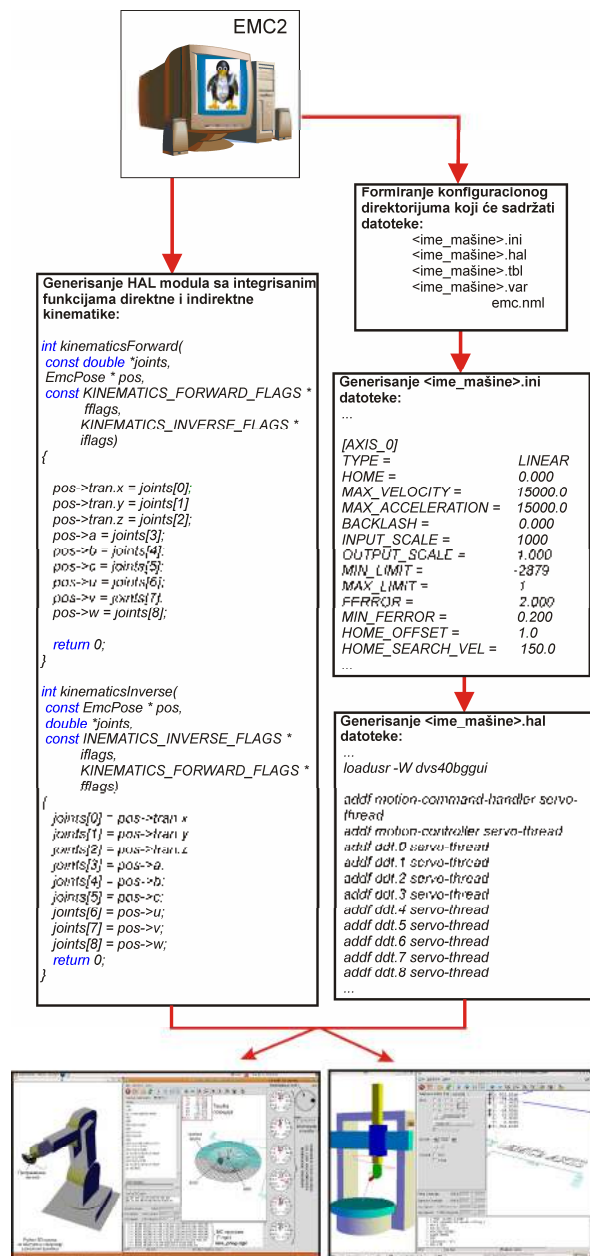 EMC2
Formiranje konfiguracionog
direktorijuma koji će sadržati
datoteke:
<ime_mašine>.ini
<ime_mašine>.hal
<ime_mašine>.tbl
<ime_mašine>.var
emc.nml
Generisanje HAL modula sa integrisanim
funkcijama direktne i indirektne
kinematike:
int kinematicsForward(
const double *joints,
EmcPose * pos,
const KINEMATICS_FORWARD_FLAGS *
fflags,
KINEMATICS_INVERSE_FLAGS *
iflags)
{
pos->tran.x = joints[0];
pos->tran.y = joints[1]
pos->tran.z = joints[2];
pos->a = joints[3];
pos->b = joints[4];
pos->c = joints[5];
pos->u = joints[6];
pos->v = joints[7].
pos->w = joints[8];
return 0;
}
int kinematicsInverse(
const EmcPose * pos,
double *joints,
const INEMATICS_INVERSE_FLAGS *
iflags,
KINEMATICS_FORWARD_FLAGS *
fflags)
{
joints[0] = pos->tran.x
joints[1] = pos->tran.y
joints[2] = pos->tran.z
joints[3] = pos->a.
joints[4] = pos->b:
joints[5] = pos->c:
joints[6] = pos->u;
joints[7] = pos->v;
joints[8] = pos->w;
return 0;
}
Generisanje <ime_mašine>.ini
datoteke:
...
[AXIS_0]
TYPE = LINEAR
HOME = 0.000
MAX_VELOCITY = 15000.0
MAX_ACCELERATION = 15000.0
BACKLASH = 0.000
INPUT_SCALE = 1000
OUTPUT_SCALE = 1.000
MIN_LIMIT = -2879
MAX_LIMIT = 1
FERROR = 2.000
MIN_FERROR = 0.200
HOME_OFFSET = 1.0
HOME_SEARCH_VEL = 150.0
...
Generisanje <ime_mašine>.hal
datoteke:
...
loadusr -W dvs40bggui
addf motion-command-handler servo-
thread
addf motion-controller servo-thread
addf ddt.0 servo-thread
addf ddt.1 servo-thread
addf ddt.2 servo-thread
addf ddt.3 servo-thread
addf ddt.4 servo-thread
addf ddt.5 servo-thread
addf ddt.6 servo-thread
addf ddt.7 servo-thread
addf ddt.8 servo-thread
...